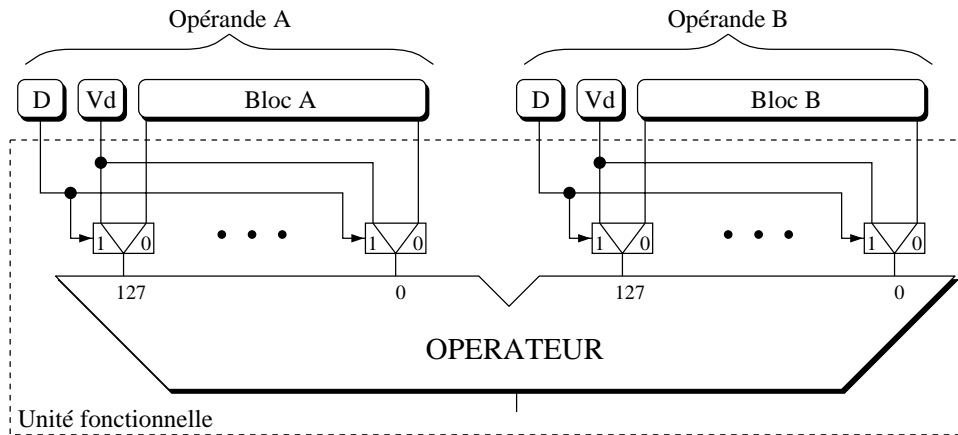 Opérande A Opérande B
D Vd Bloc A D Vd Bloc B
1 0 1 0 1 0 1 0
127 0 127 0
OPERATEUR
Unité fonctionnelle